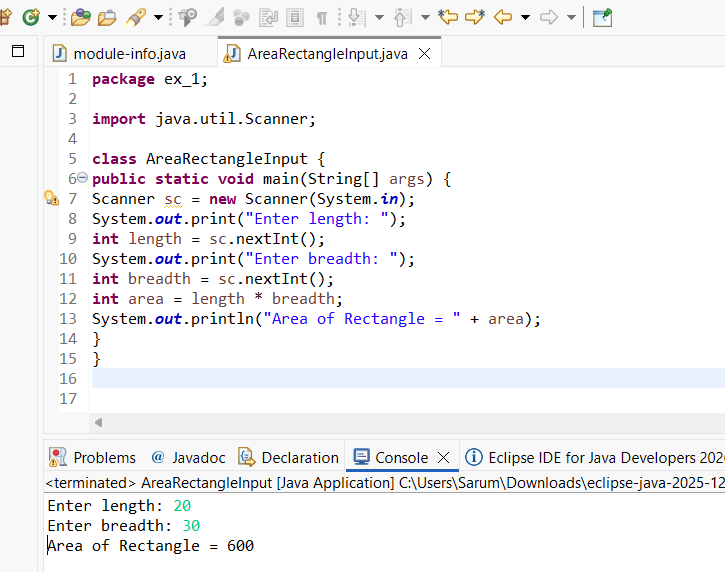 module-info.java
AreaRectangleInput.java
1 package ex_1;
2
3 import java.util.Scanner;
4
5 class AreaRectangleInput {
6 public static void main(String[] args) {
7 Scanner sc = new Scanner(System.in);
8 System.out.print("Enter length: ");
9 int length = sc.nextInt();
10 System.out.print("Enter breadth: ");
11 int breadth = sc.nextInt();
12 int area = length * breadth;
13 System.out.println("Area of Rectangle = " + area);
14 }
15 }
16
17
Problems @ Javadoc Declaration Console Eclipse IDE for Java Developers 202
<terminated> AreaRectangleInput [Java Application] C:\Users\Sarum\Downloads\eclipse-java-2025-12
Enter length: 20
Enter breadth: 30
Area of Rectangle = 600